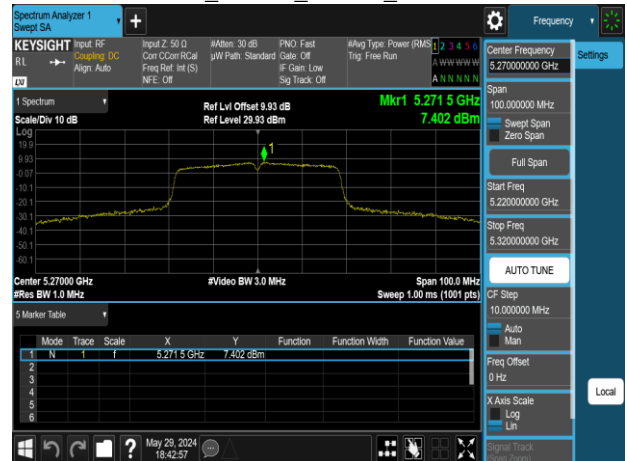 Spectrum Analyzer 1
Swept SA
Frequency
KEYSIGHT
RL
LXI
Input: RF
Coupling: DC
Align: Auto
Input Z: 50 Ω
Corr CCorr RCal
Freq Ref: Int (S)
NFE: Off
#Atten: 30 dB
µW Path: Standard
PNO: Fast
Gate: Off
IF Gain: Low
Sig Track: Off
#Avg Type: Power (RMS
Trig: Free Run
1 2 3 4 5 6
A W W W W W
A N N N N N
1 Spectrum
Scale/Div 10 dB
Log
Ref Lvl Offset 9.93 dB
Ref Level 29.93 dBm
Mkr1 5.271 5 GHz
7.402 dBm
19.9
9.93
-0.07
-10.1
-20.1
-30.1
-40.1
-50.1
-60.1
1
Center 5.27000 GHz
#Res BW 1.0 MHz
#Video BW 3.0 MHz
Span 100.0 MHz
Sweep 1.00 ms (1001 pts)
5 Marker Table
Mode Trace Scale X Y Function Function Width Function Value
1 N 1 f 5.271 5 GHz 7.402 dBm
2
3
4
5
6
Center Frequency
5.270000000 GHz
Span
100.000000 MHz
Swept Span
Zero Span
Full Span
Start Freq
5.220000000 GHz
Stop Freq
5.320000000 GHz
AUTO TUNE
CF Step
10.000000 MHz
Auto
Man
Freq Offset
0 Hz
X Axis Scale
Log
Lin
Signal Track
(Span Zoom)
Settings
Local
?
May 29, 2024
18:42:57